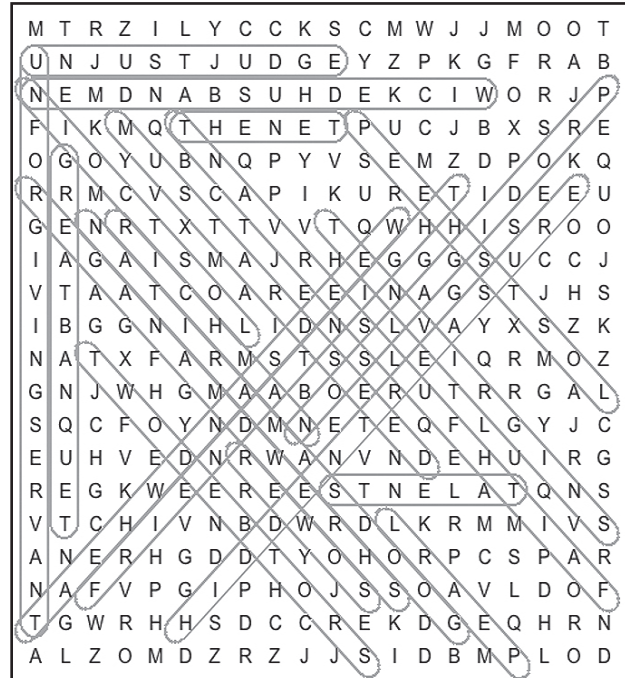 M T R Z I L Y C C K S C M W J J M O O T
U N J U S T J U D G E Y Z P K G F R A B
N E M D N A B S U H D E K C I W O R J P
F I K M Q T H E N E T P U C J B X S R E
O G O Y U B N Q P Y V S E M Z D P O K Q
R R M C V S C A P I K U R E T I D E E U
G E N R T X T T V V T Q W H H I S R O O
I A G A I S M A J R H E G G G S U C C J
V T A A T C O A R E E I N A G S T J H S
I B G G N I H L I D N S L V A Y X S Z K
N A T X F A R M S T S S L E I Q R M O Z
G N J W H G M A A B O E R U T R R G A L
S Q C F O Y N D M N E T E Q F L G Y J C
E U H V E D N R W A N V N D E H U I R G
R E G K W E E R E E S T N E L A T Q N S
V T C H I V N B D W R D L K R M M I V S
A N E R H G D D T Y O H O R P C S P A R
N A F V P G I P H O J S S O A V L D O F
T G W R H H S D C C R E K D G E Q H R N
A L Z O M D Z R Z J J S I D B M P L O D